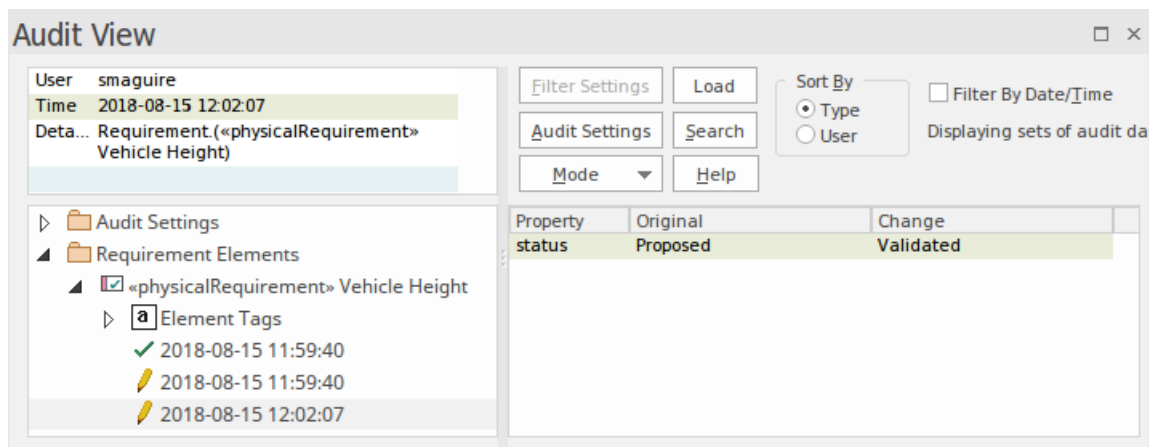 Audit View
User smaguire
Time 2018-08-15 12:02:07
Deta... Requirement.(«physicalRequirement»
Vehicle Height)
Filter Settings Load
Audit Settings Search
Mode Help
Sort By
Type
User
Filter By Date/Time
Displaying sets of audit da
Audit Settings
Requirement Elements
«physicalRequirement» Vehicle Height
a Element Tags
2018-08-15 11:59:40
2018-08-15 11:59:40
2018-08-15 12:02:07
Property Original Change
status Proposed Validated